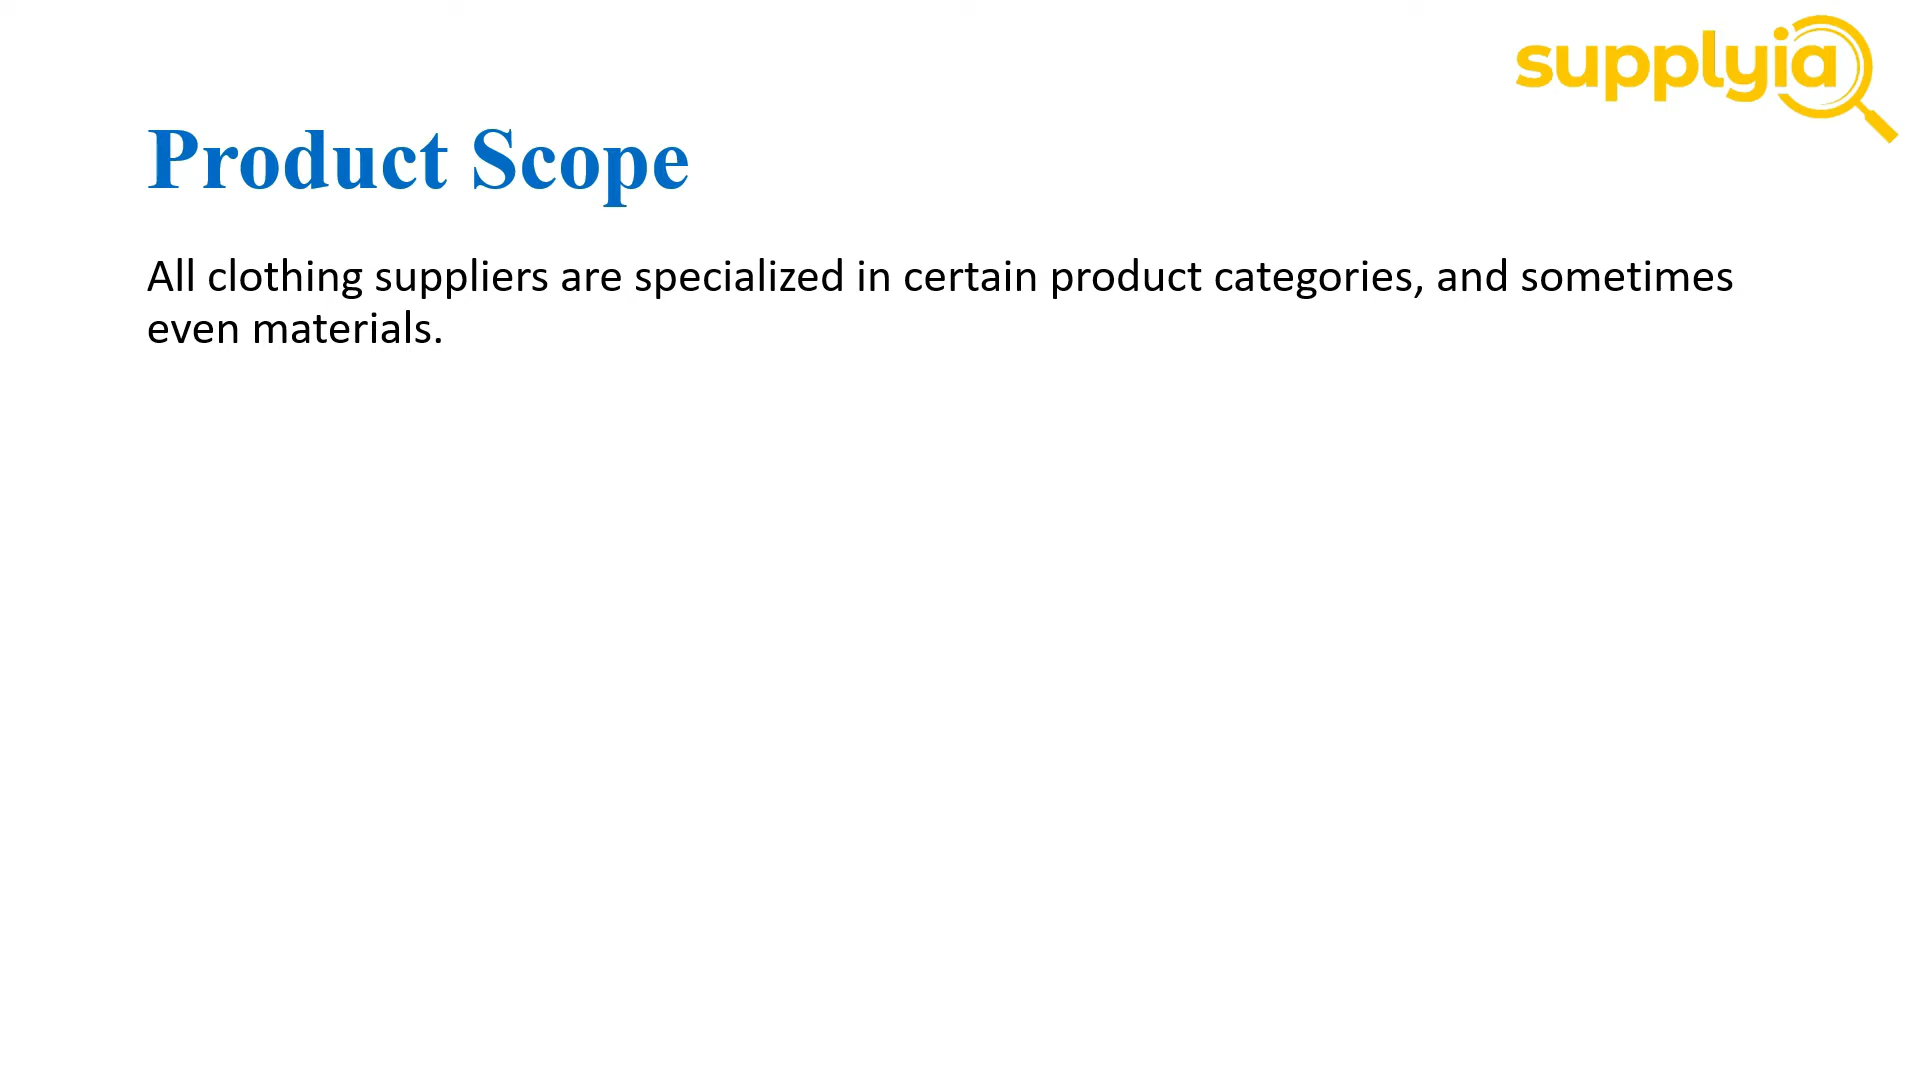 supplyia
Product Scope
All clothing suppliers are specialized in certain product categories, and sometimes
even materials.